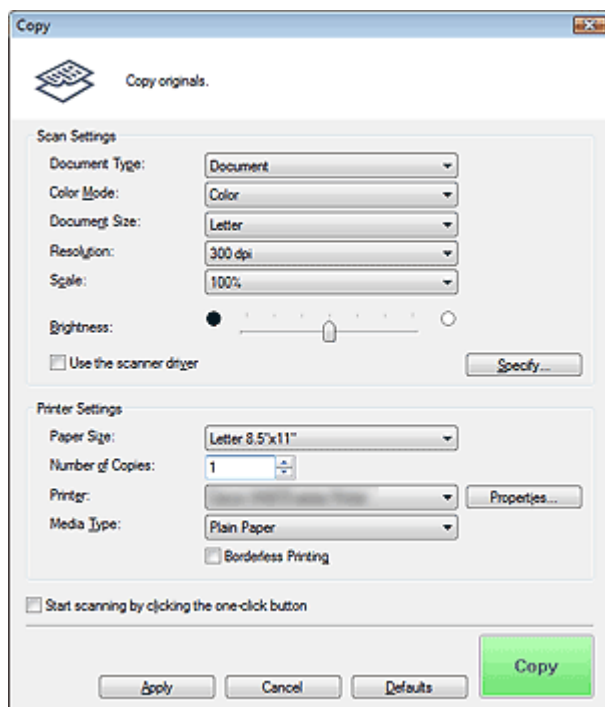 Copy
Copy originals.
Scan Settings
Document Type: Document
Color Mode: Color
Document Size: Letter
Resolution: 300 dpi
Scale: 100%
Brightness:
Use the scanner driver Specify...
Printer Settings
Paper Size: Letter 8.5"x11"
Number of Copies: 1
Printer: Properties...
Media Type: Plain Paper
Borderless Printing
Start scanning by clicking the one-click button
Copy
Apply Cancel Defaults